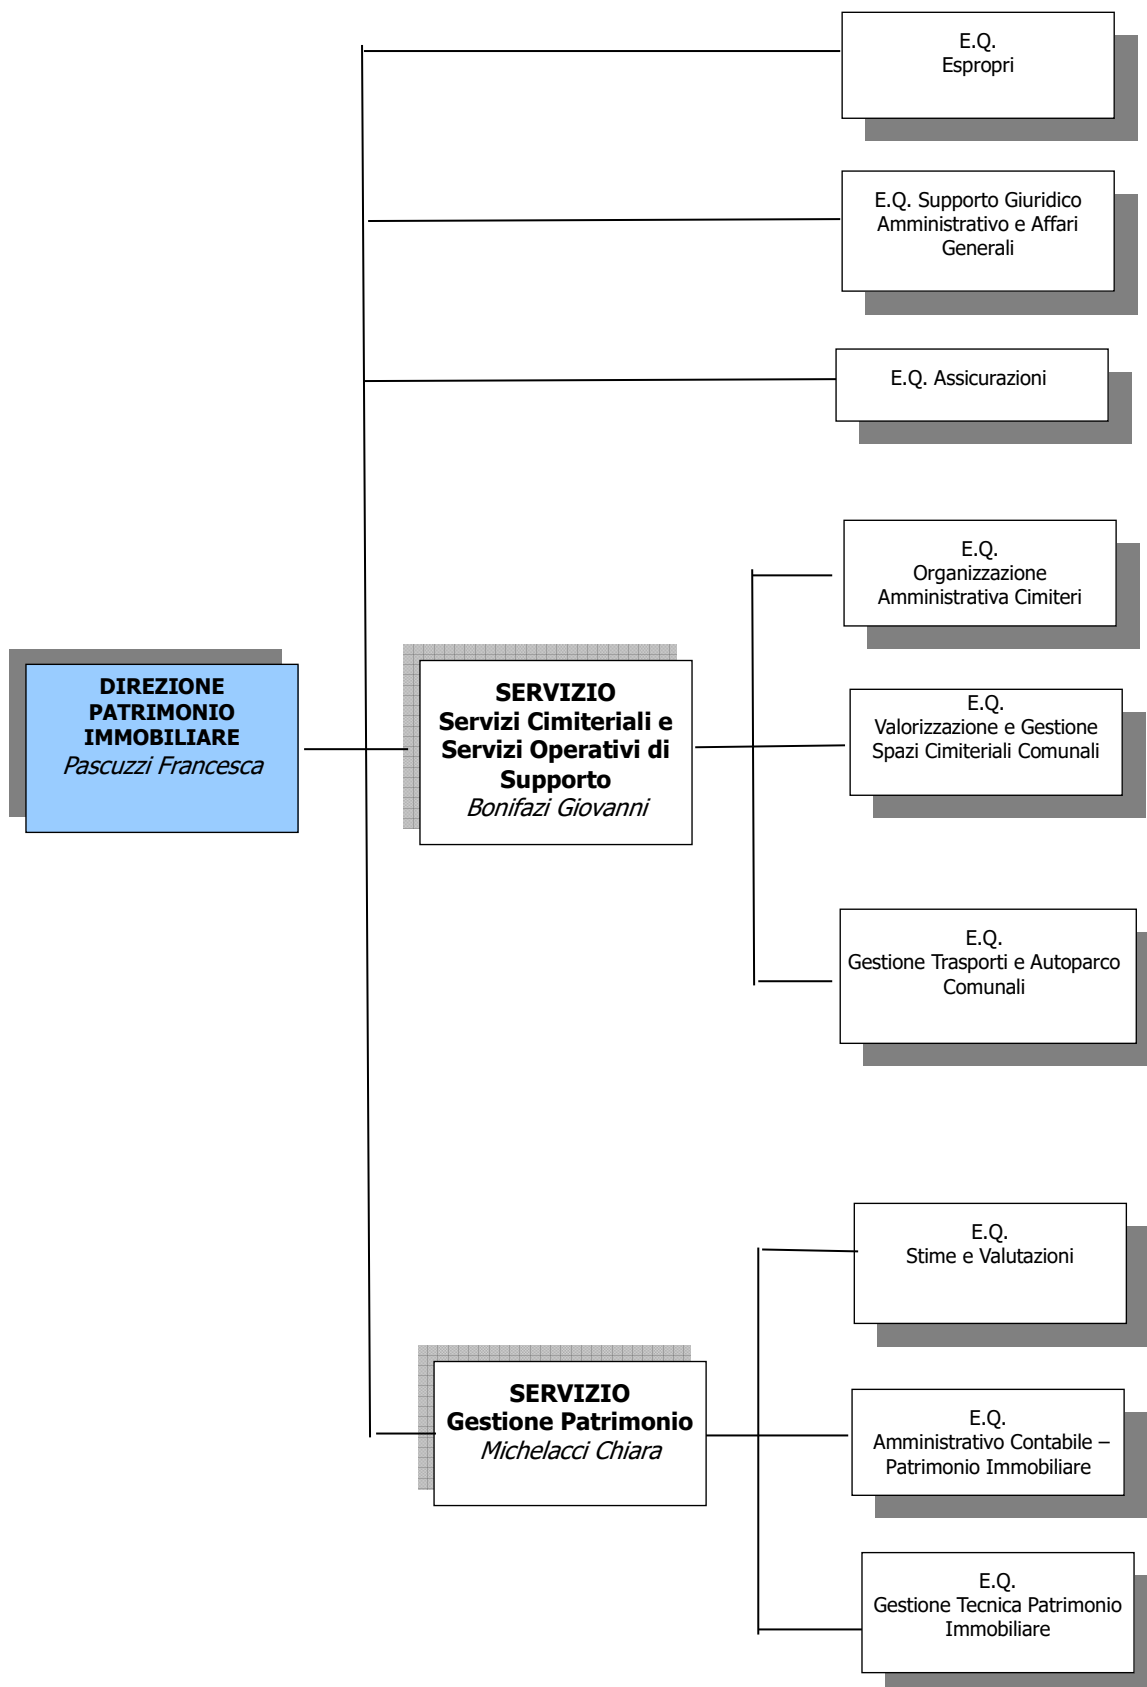 E.Q.
Espropri
E.Q. Supporto Giuridico
Amministrativo e Affari
Generali
E.Q. Assicurazioni
E.Q.
Organizzazione
Amministrativa Cimiteri
DIREZIONE
PATRIMONIO
IMMOBILIARE
Pascuzzi Francesca
SERVIZIO
Servizi Cimiteriali e
Servizi Operativi di
Supporto
Bonifazi Giovanni
E.Q.
Valorizzazione e Gestione
Spazi Cimiteriali Comunali
E.Q.
Gestione Trasporti e Autoparco
Comunali
E.Q.
Stime e Valutazioni
SERVIZIO
Gestione Patrimonio
Michelacci Chiara
E.Q.
Amministrativo Contabile –
Patrimonio Immobiliare
E.Q.
Gestione Tecnica Patrimonio
Immobiliare